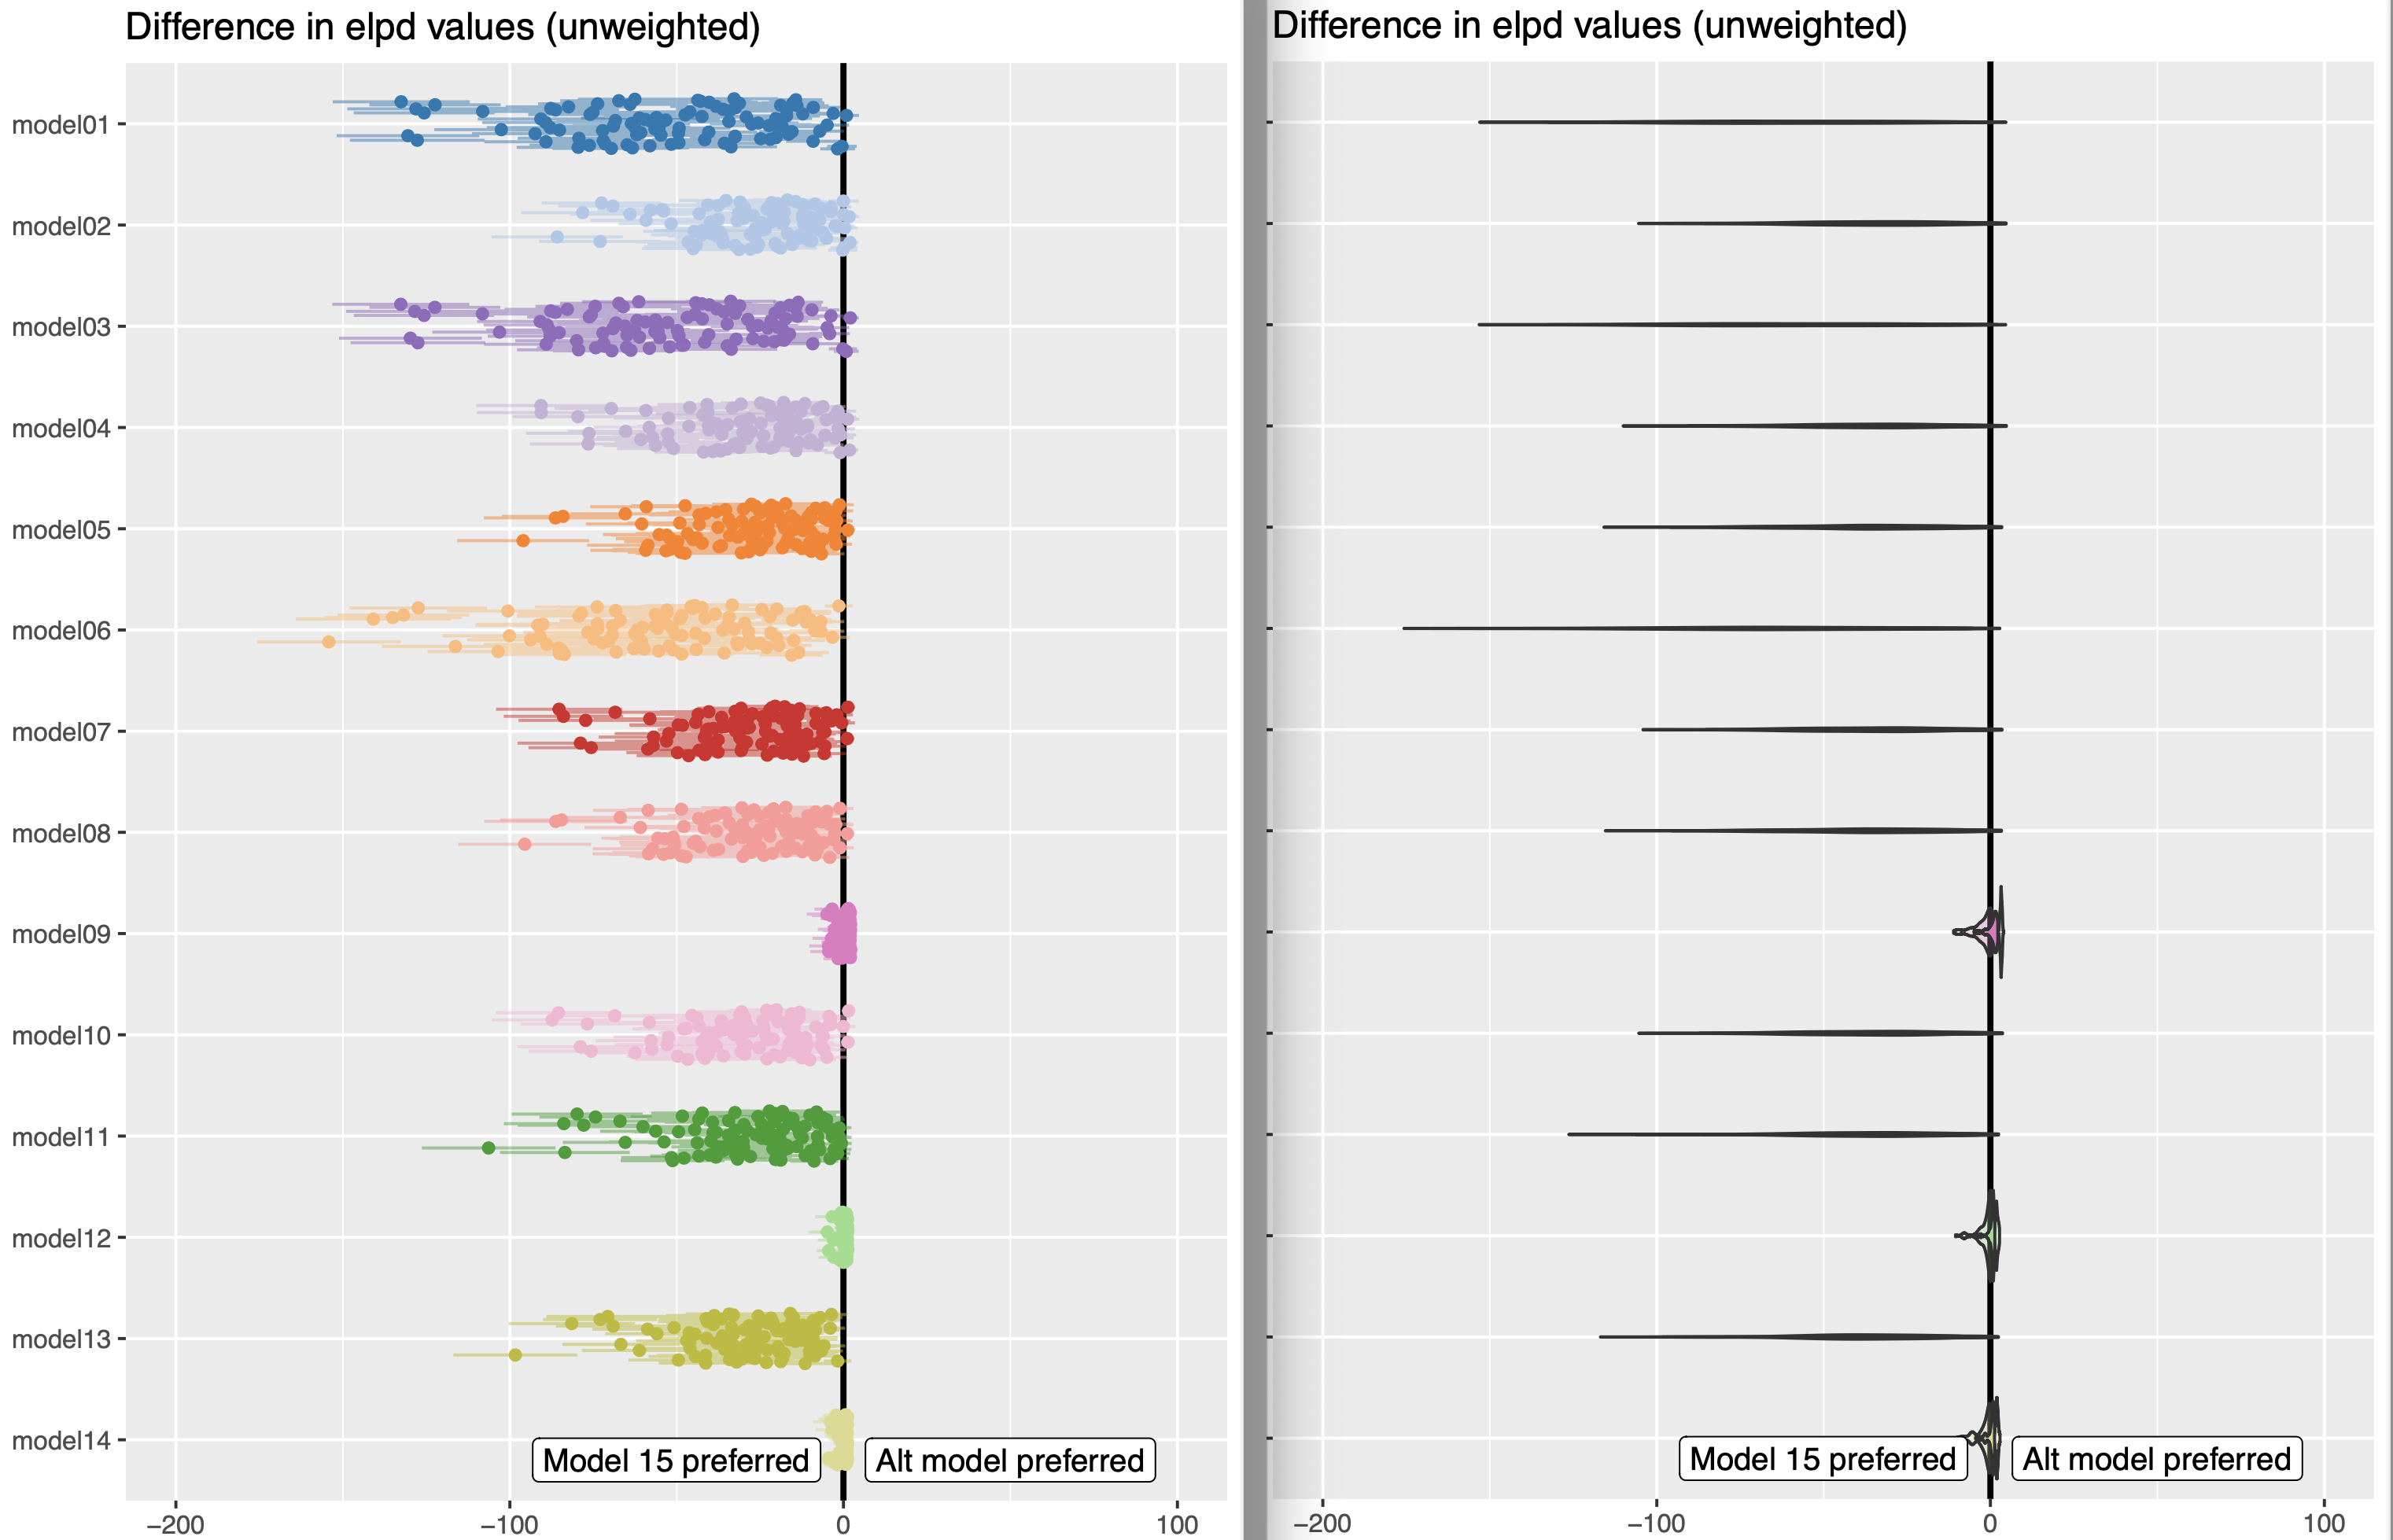 Difference in elpd values (unweighted)
model01
model02
model03
model04
model05
model06
model07
model08
model09
model10
model11
model12
model13
model14
Model 15 preferred
Alt model preferred
−200
−100
0
100
Difference in elpd values (unweighted)
Model 15 preferred
Alt model preferred
−200
−100
0
100